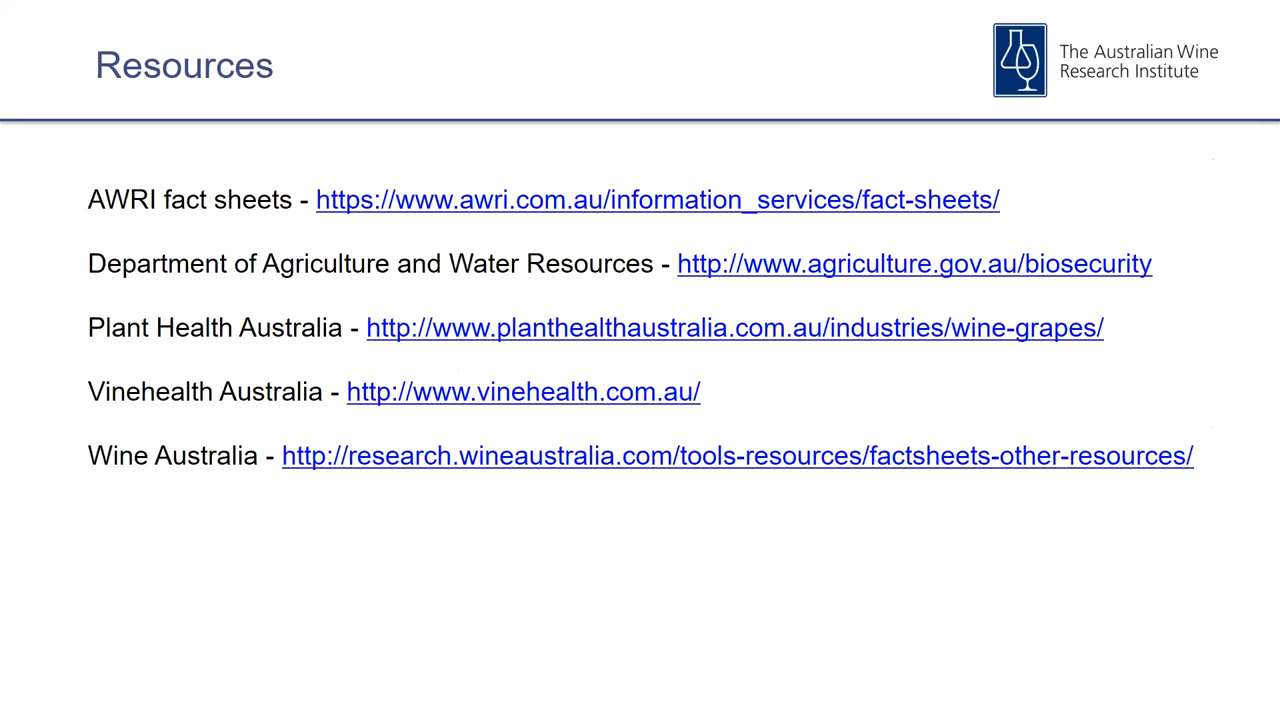 Resources
The Australian Wine
Research Institute
AWRI fact sheets - https://www.awri.com.au/information_services/fact-sheets/
Department of Agriculture and Water Resources - http://www.agriculture.gov.au/biosecurity
Plant Health Australia - http://www.planthealthaustralia.com.au/industries/wine-grapes/
Vinehealth Australia - http://www.vinehealth.com.au/
Wine Australia - http://research.wineaustralia.com/tools-resources/factsheets-other-resources/